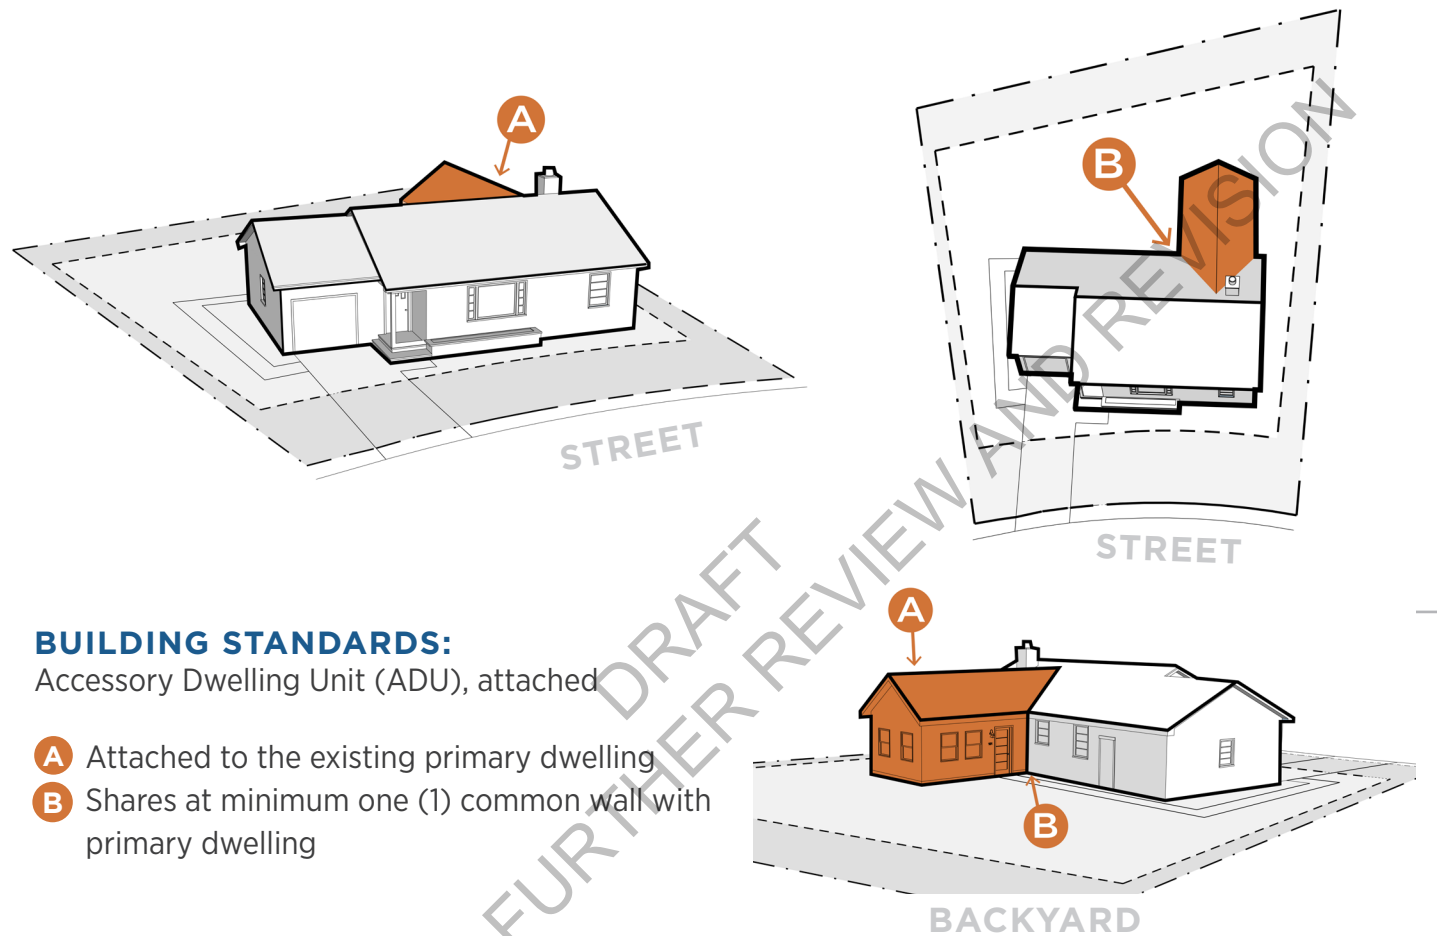 A
B
STREET
STREET
DRAFT
FURTHER REVIEW AND REVISION
BUILDING STANDARDS:
Accessory Dwelling Unit (ADU), attached
A Attached to the existing primary dwelling
B Shares at minimum one (1) common wall with
primary dwelling
A
B
BACKYARD